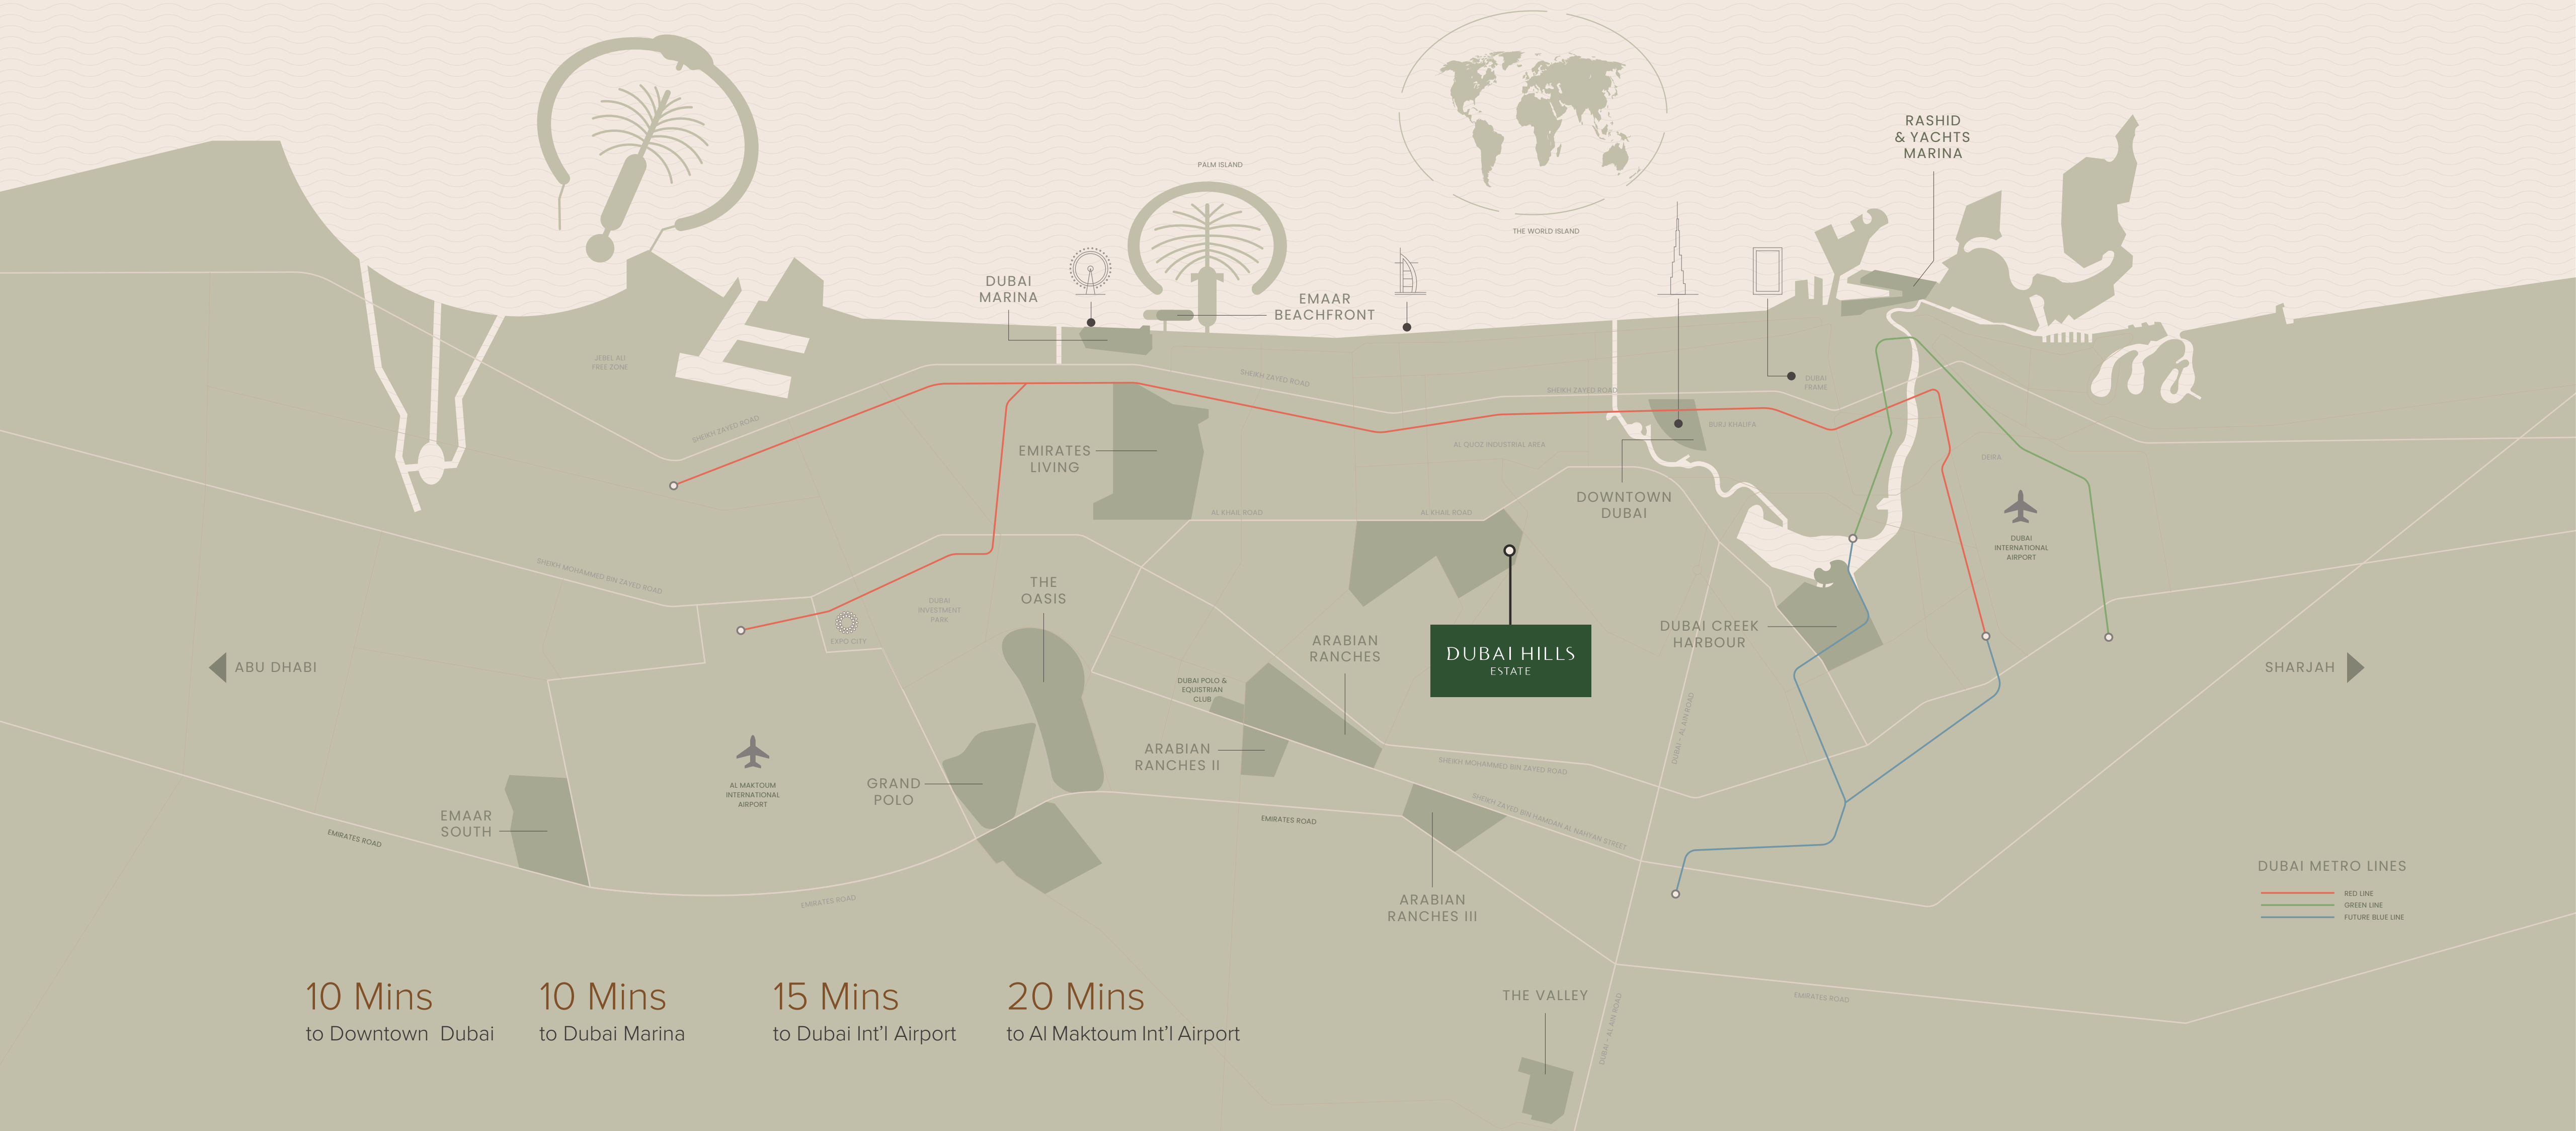 RASHID
& YACHTS
MARINA
PALM ISLAND
THE WORLD ISLAND
DUBAI
MARINA
EMAAR
BEACHFRONT
JEBEL ALI
FREE ZONE
SHEIKH ZAYED ROAD
SHEIKH ZAYED ROAD
SHEIKH ZAYED ROAD
DUBAI
FRAME
BURJ KHALIFA
AL QUOZ INDUSTRIAL AREA
DEIRA
EMIRATES
LIVING
DOWNTOWN
DUBAI
AL KHAIL ROAD
AL KHAIL ROAD
DUBAI
INTERNATIONAL
AIRPORT
SHEIKH MOHAMMED BIN ZAYED ROAD
THE
OASIS
DUBAI
INVESTMENT
PARK
EXPO CITY
ARABIAN
RANCHES
DUBAI HILLS
ESTATE
DUBAI CREEK
HARBOUR
ABU DHABI
SHARJAH
DUBAI POLO &
EQUISTRIAN
CLUB
DUBAI - AL AIN ROAD
ARABIAN
RANCHES II
SHEIKH MOHAMMED BIN ZAYED ROAD
GRAND
POLO
AL MAKTOUM
INTERNATIONAL
AIRPORT
EMAAR
SOUTH
EMIRATES ROAD
EMIRATES ROAD
SHEIKH ZAYED BIN HAMDAN AL NAHYAN STREET
EMIRATES ROAD
ARABIAN
RANCHES III
DUBAI METRO LINES
RED LINE
GREEN LINE
FUTURE BLUE LINE
THE VALLEY
EMIRATES ROAD
DUBAI - AL AIN ROAD
10 Mins
to Downtown Dubai
10 Mins
to Dubai Marina
15 Mins
to Dubai Int'l Airport
20 Mins
to Al Maktoum Int'l Airport